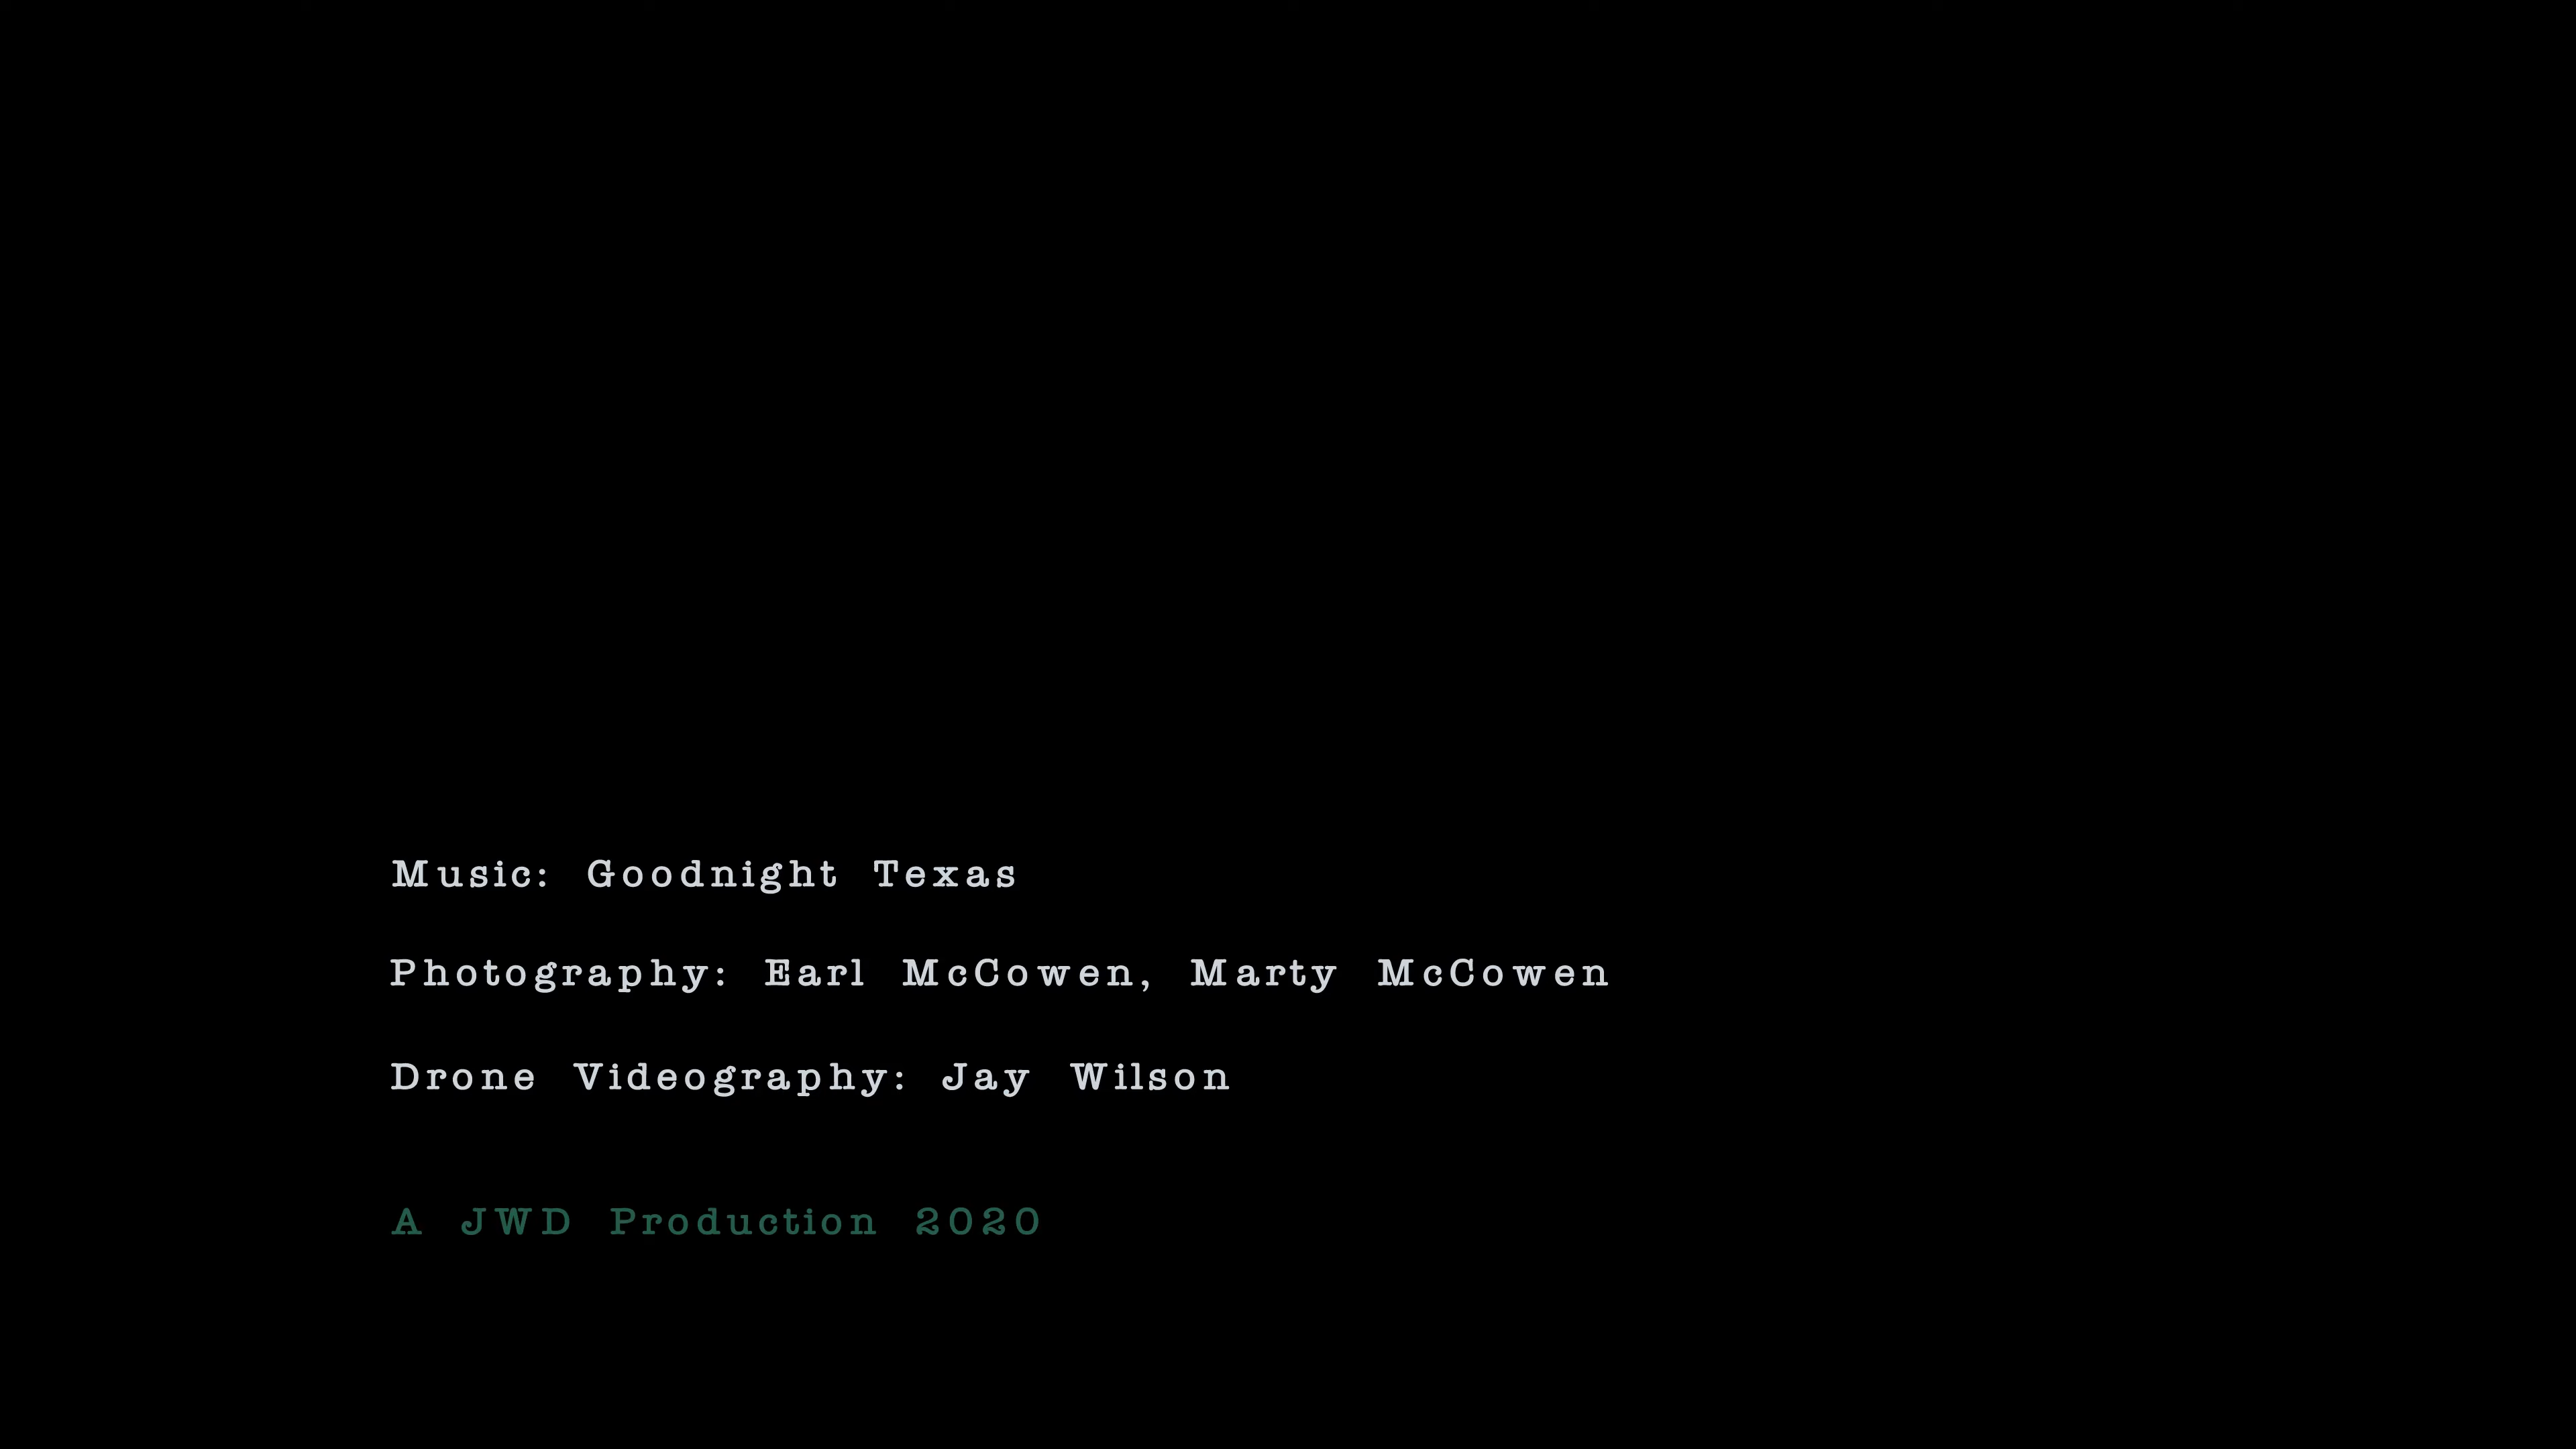 Music: Goodnight Texas
Photography: Earl McCowen, Marty McCowen
Drone Videography: Jay Wilson
A JWD Production 2020